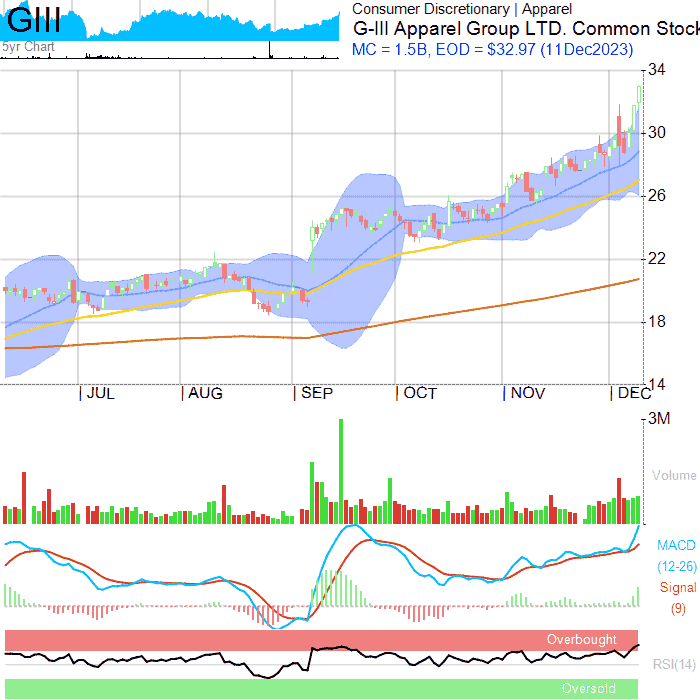 GIII
5yr Chart
Consumer Discretionary | Apparel
G-III Apparel Group LTD. Common Stoc
MC = 1.5B, EOD = $32.97 (11Dec2023)
34
30
26
22
18
14
JUL AUG SEP OCT NOV DEC
3M
Volume
MACD
(12-26)
Signal
(9)
Overbought
RSI(14)
Oversold